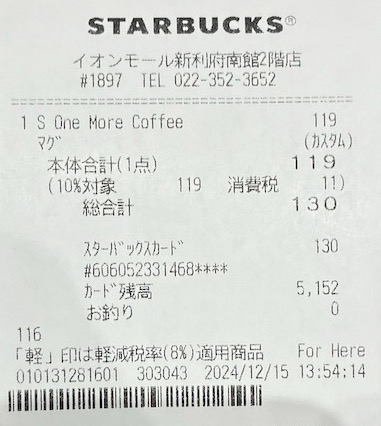 STARBUCKS®
イオンモール新利府南館2階店
#1897 TEL 022-352-3652
1 S One More Coffee 119
マグ (カスタム)
本体合計(1点) 119
(10%対象 119 消費税 11)
総合計 130
スターバックスカード 130
#606052331468****
カード残高 5,152
お釣り 0
116
「軽」印は軽減税率(8%)適用商品 For Here
010131281601 303043 2024/12/15 13:54:14